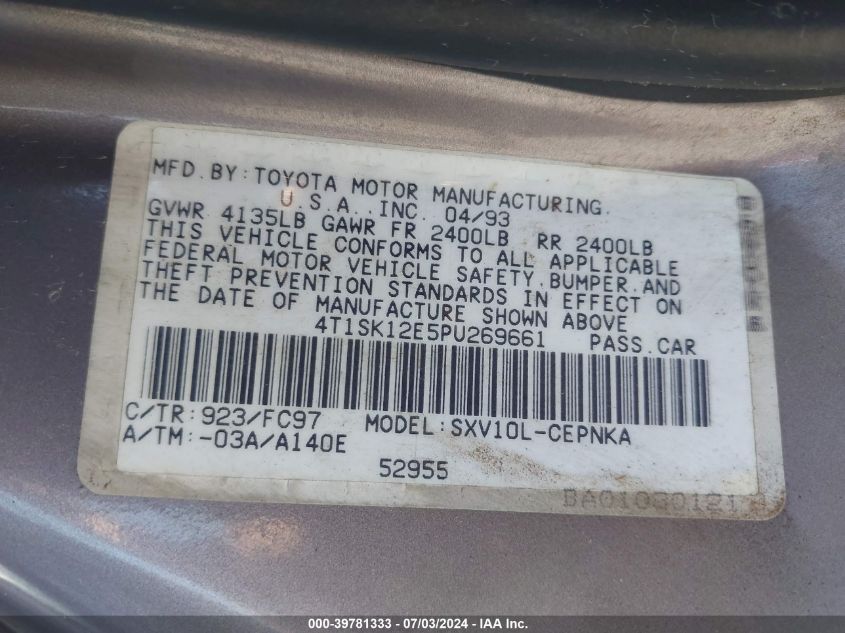 MFD.BY:TOYOTA MOTOR MANUFACTURING,
U.S.A.,INC. 04/93
GVWR 4135LB GAWR FR 2400LB RR 2400LB
THIS VEHICLE CONFORMS TO ALL APPLICABLE
FEDERAL MOTOR VEHICLE SAFETY,BUMPER,AND
THEFT PREVENTION STANDARDS IN EFFECT ON
THE DATE OF MANUFACTURE SHOWN ABOVE
4T1SK12E5PU269661 PASS.CAR
C/TR:923/FC97 MODEL:SXV10L-CEPNKA
A/TM:-03A/A140E
52955
000-39781333 - 07/03/2024 - SXV IL - INC.